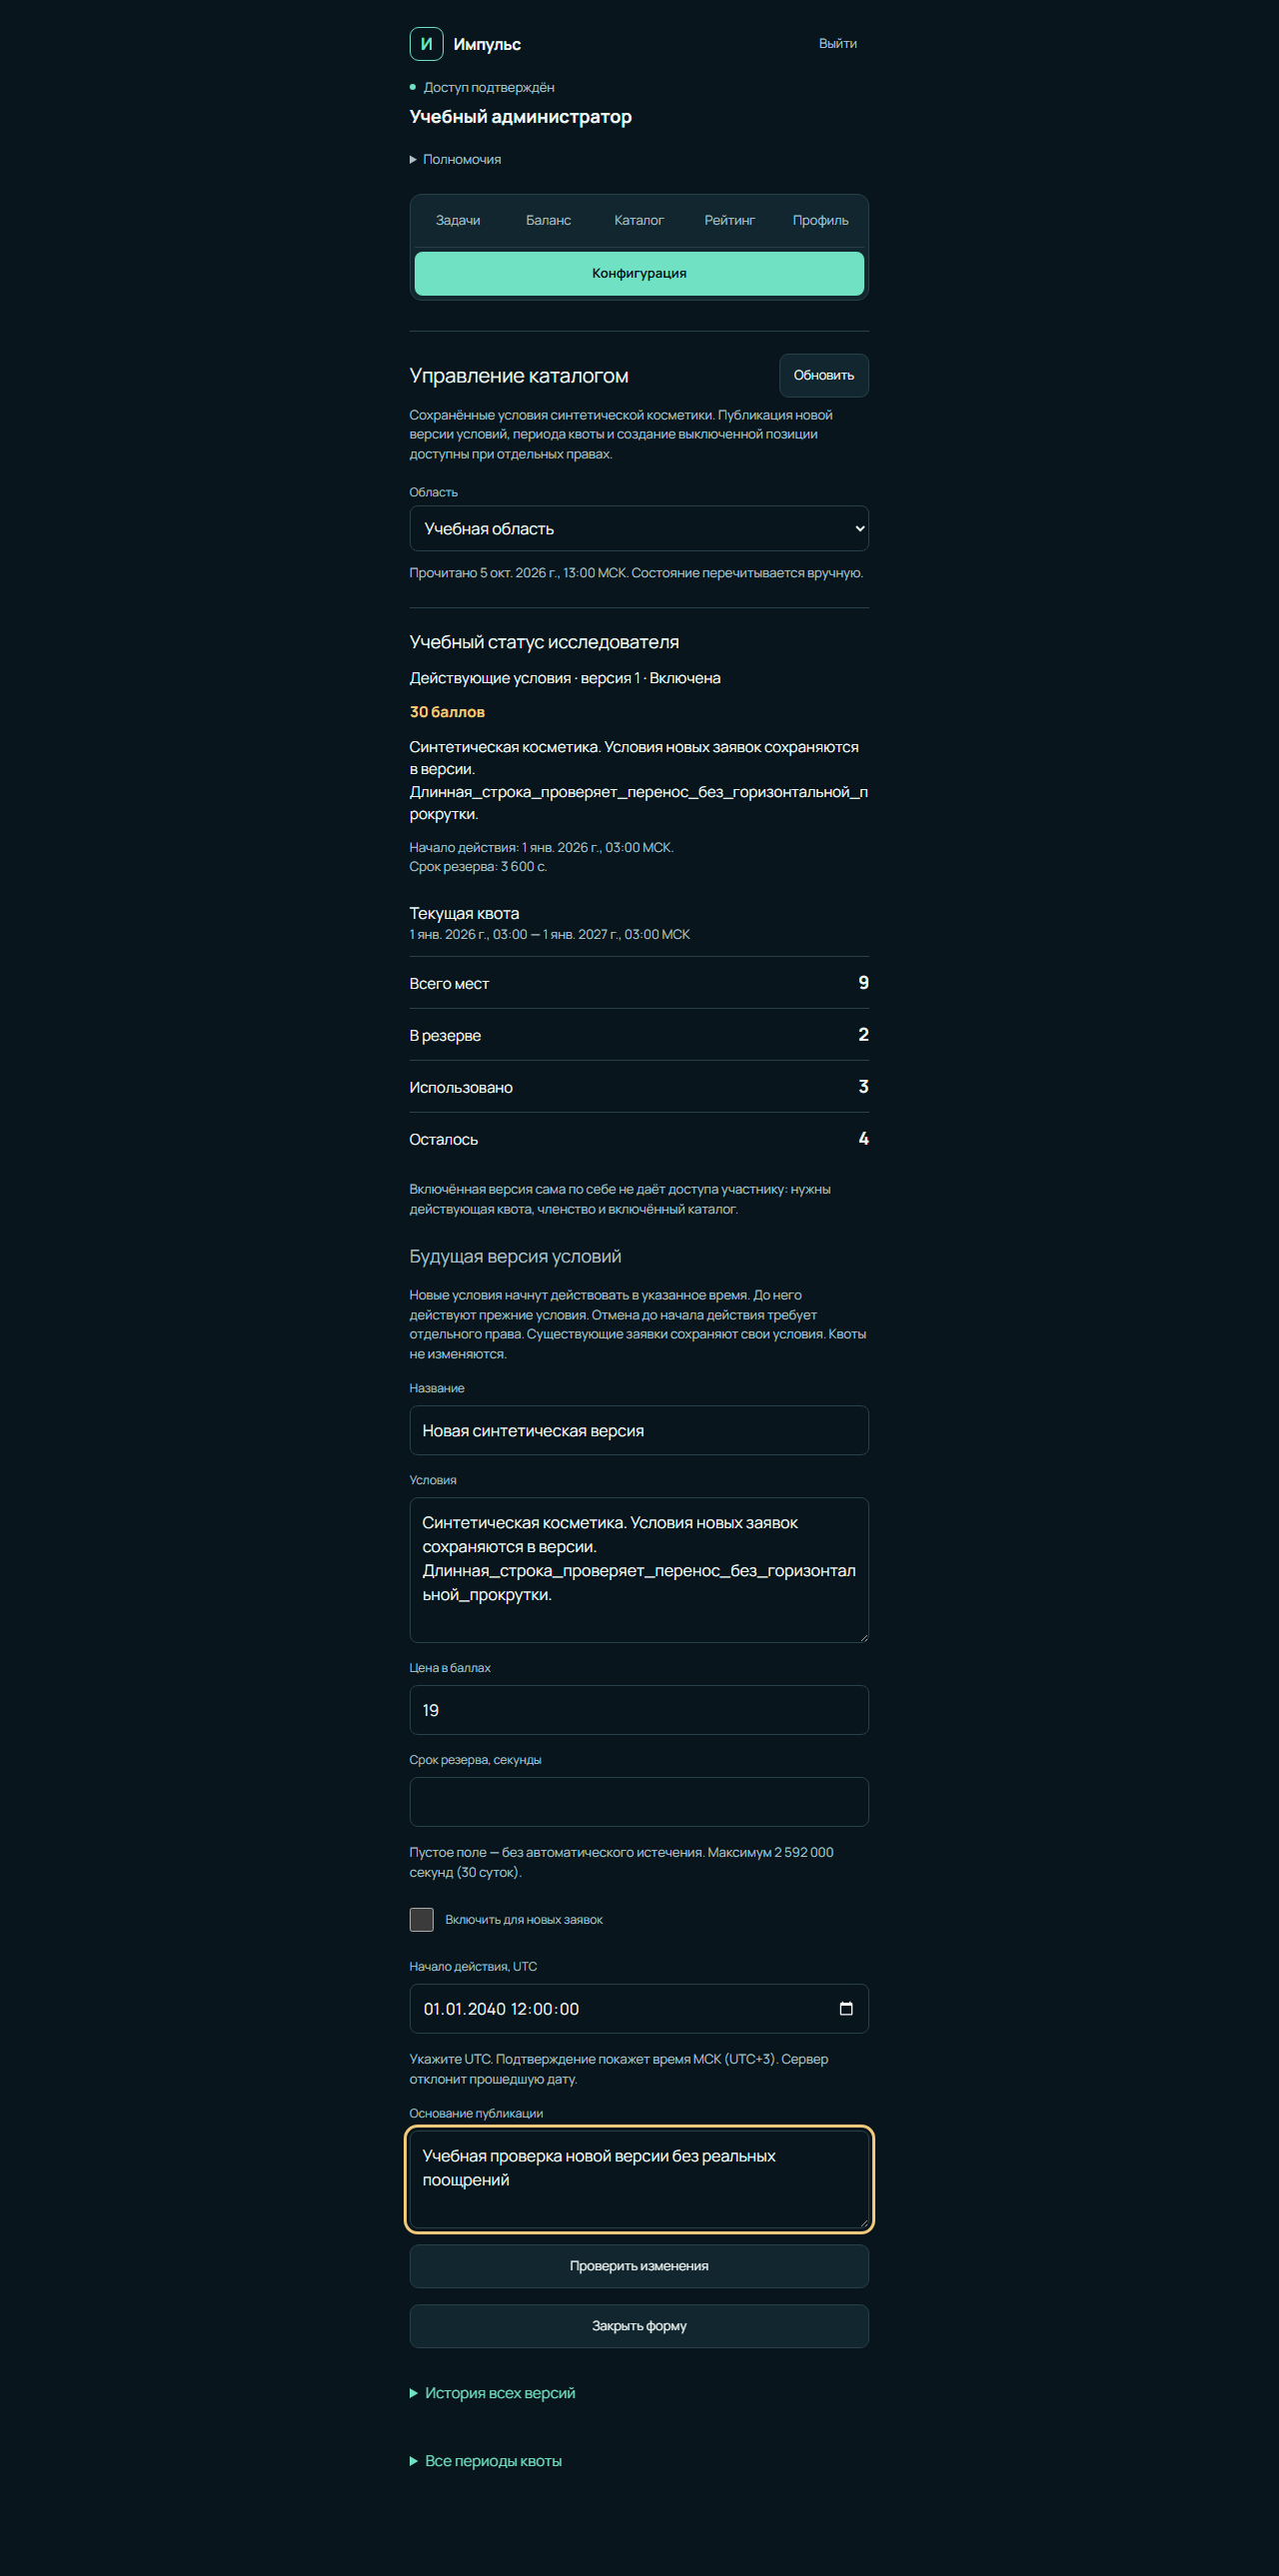 И Импульс
Выйти
Доступ подтверждён
Учебный администратор
Полномочия
Задачи Баланс Каталог Рейтинг Профиль
Конфигурация
Управление каталогом
Обновить
Сохранённые условия синтетической косметики. Публикация новой
версии условий, периода квоты и создание выключенной позиции
доступны при отдельных правах.
Область
Учебная область
Прочитано 5 окт. 2026 г., 13:00 МСК. Состояние перечитывается вручную.
Учебный статус исследователя
Действующие условия · версия 1 · Включена
30 баллов
Синтетическая косметика. Условия новых заявок сохраняются
в версии.
Длинная_строка_проверяет_перенос_без_горизонтальной_п
рокрутки.
Начало действия: 1 янв. 2026 г., 03:00 МСК.
Срок резерва: 3 600 с.
Текущая квота
1 янв. 2026 г., 03:00 — 1 янв. 2027 г., 03:00 МСК
Всего мест 9
В резерве 2
Использовано 3
Осталось 4
Включённая версия сама по себе не даёт доступа участнику: нужны
действующая квота, членство и включённый каталог.
Будущая версия условий
Новые условия начнут действовать в указанное время. До него
действуют прежние условия. Отмена до начала действия требует
отдельного права. Существующие заявки сохраняют свои условия. Квоты
не изменяются.
Название
Новая синтетическая версия
Условия
Синтетическая косметика. Условия новых заявок
сохраняются в версии.
Длинная_строка_проверяет_перенос_без_горизонтал
ьной_прокрутки.
Цена в баллах
19
Срок резерва, секунды
Пустое поле — без автоматического истечения. Максимум 2 592 000
секунд (30 суток).
Включить для новых заявок
Начало действия, UTC
01.01.2040 12:00:00
Укажите UTC. Подтверждение покажет время МСК (UTC+3). Сервер
отклонит прошедшую дату.
Основание публикации
Учебная проверка новой версии без реальных
поощрений
Проверить изменения
Закрыть форму
История всех версий
Все периоды квоты